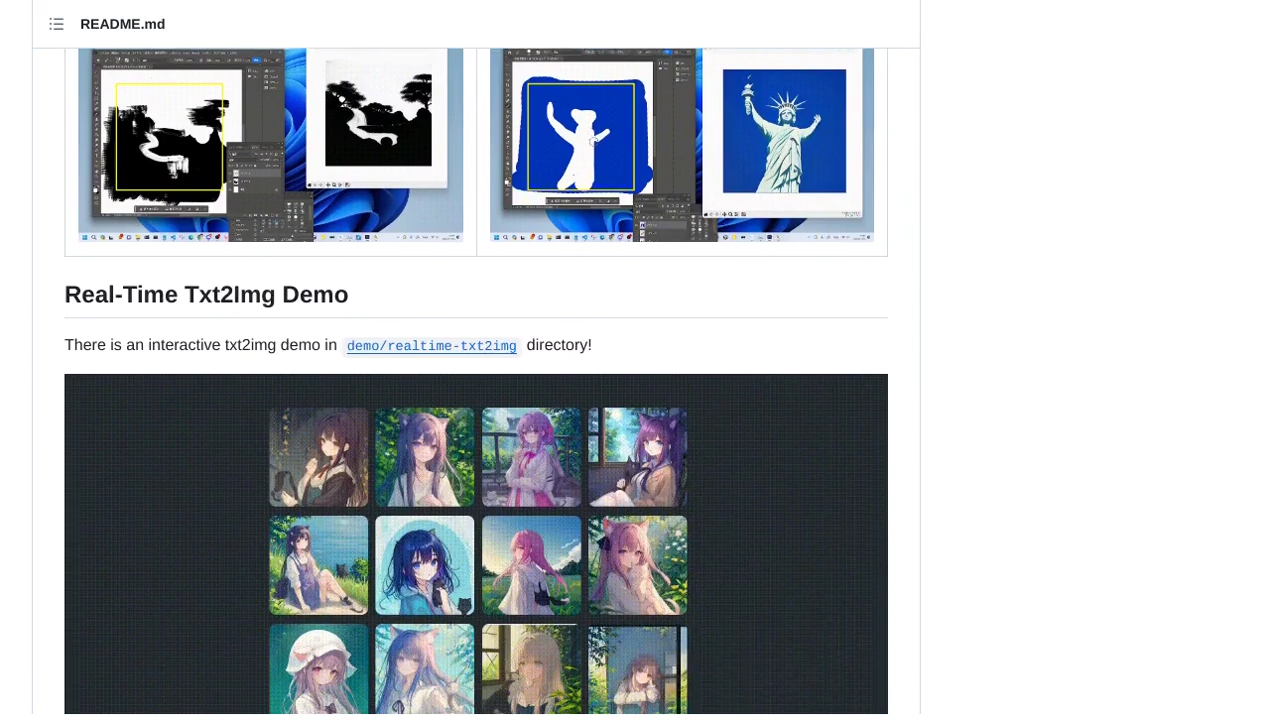 README.md
Real-Time Txt2Img Demo
There is an interactive txt2img demo in demo/realtime-txt2img directory!